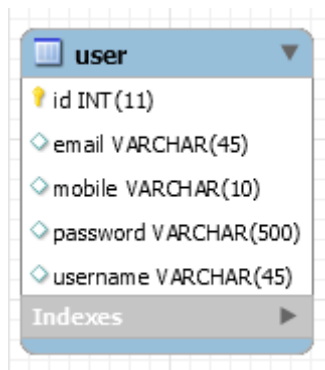 user
id INT(11)
email VARCHAR(45)
mobile VARCHAR(10)
password VARCHAR(500)
username VARCHAR(45)
Indexes